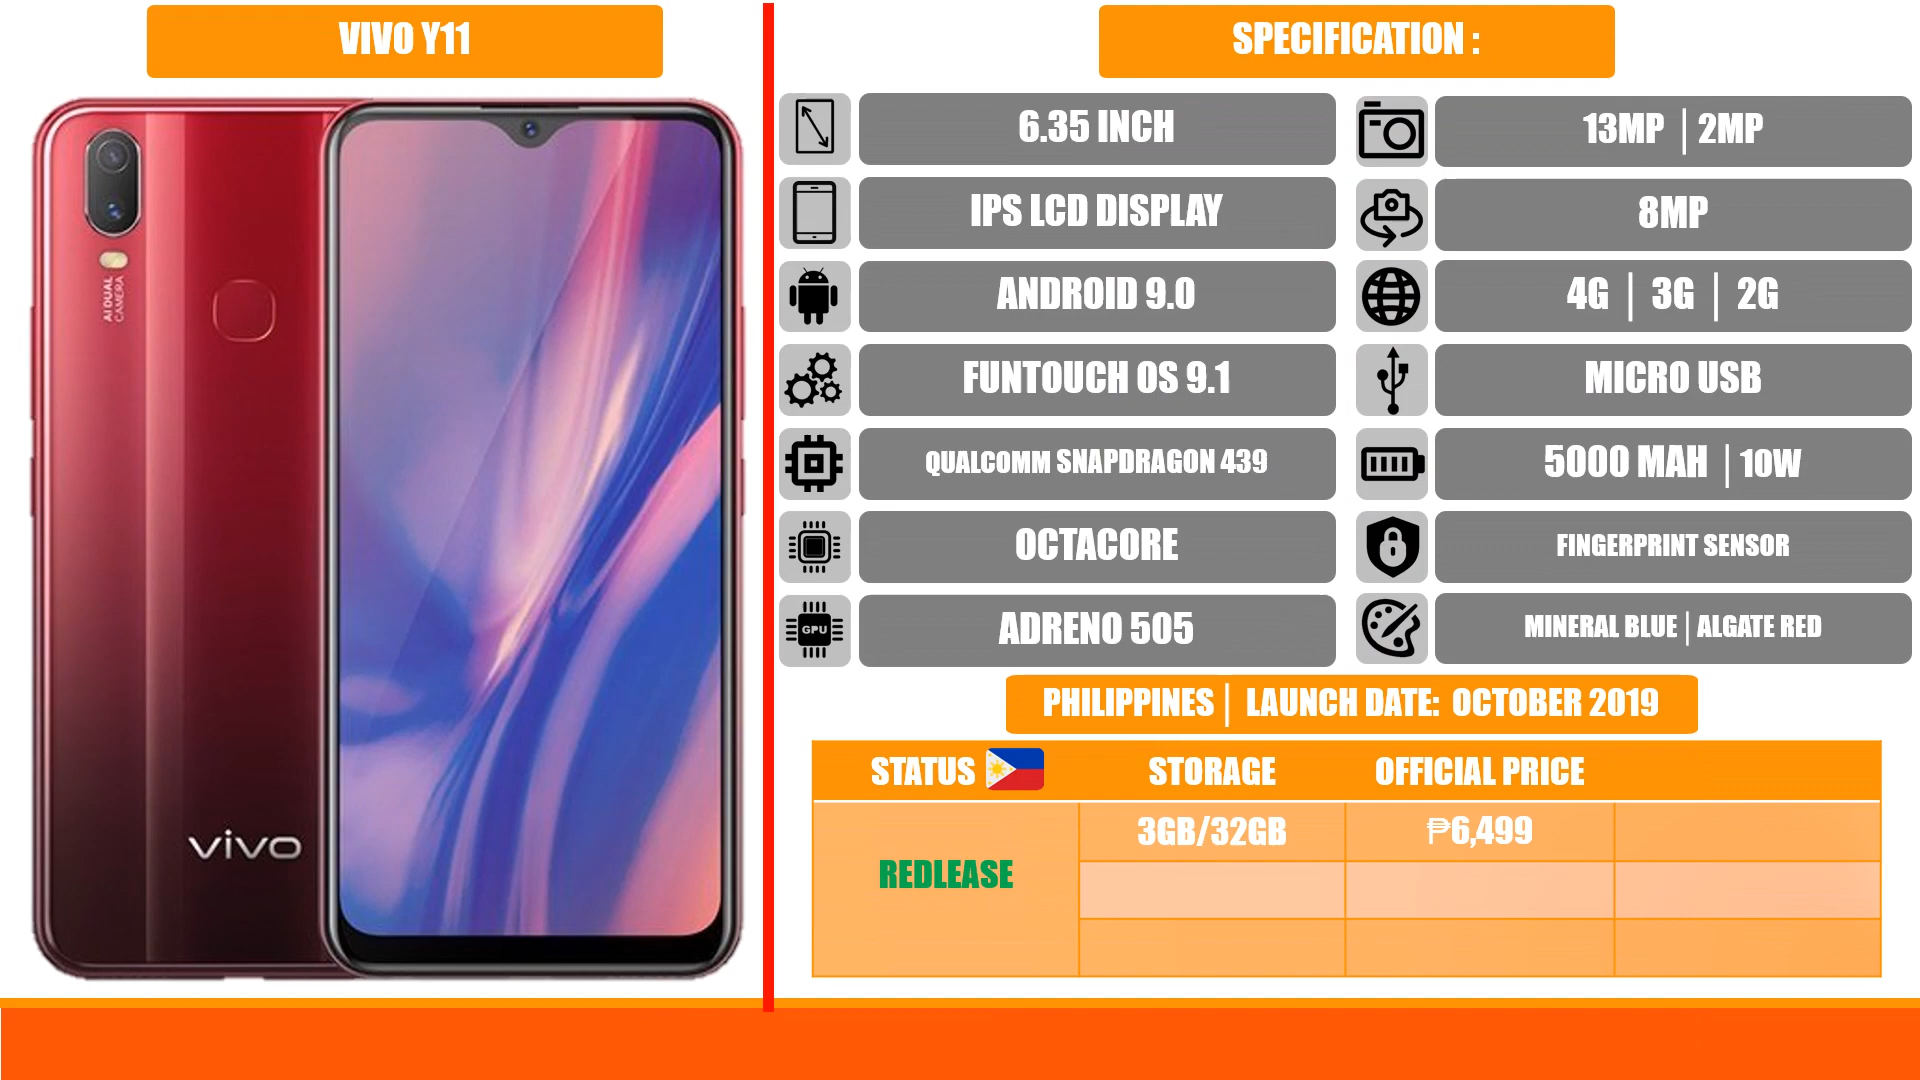 VIVO Y11
AI DUAL
CAMERA
vivo
SPECIFICATION :
6.35 INCH
IPS LCD DISPLAY
ANDROID 9.0
FUNTOUCH OS 9.1
QUALCOMM SNAPDRAGON 439
OCTACORE
GPU
ADRENO 505
13MP | 2MP
8MP
4G | 3G | 2G
MICRO USB
5000 MAH | 10W
FINGERPRINT SENSOR
MINERAL BLUE | ALGATE RED
PHILIPPINES | LAUNCH DATE: OCTOBER 2019
STATUS STORAGE OFFICIAL PRICE
3GB/32GB ₱6,499
REDLEASE